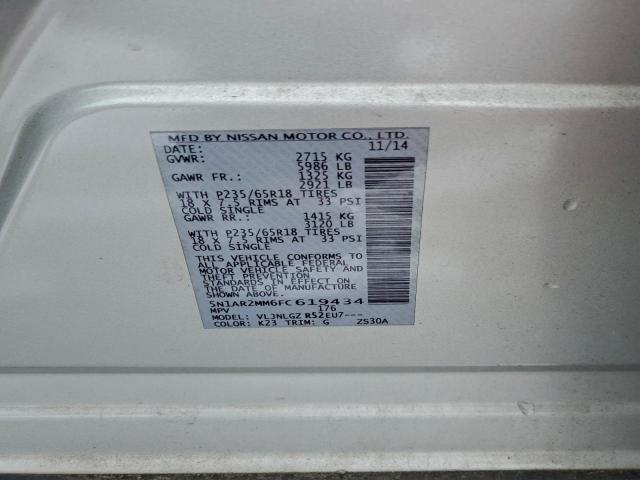 MFD BY NISSAN MOTOR CO., LTD.
DATE: 11/14
GVWR: 2715 KG
5986 LB
GAWR FR.: 1325 KG
2921 LB
WITH P235/65R18 TIRES
18 X 7.5 RIMS AT 33 PSI
COLD SINGLE
GAWR RR.: 1415 KG
3120 LB
WITH P235/65R18 TIRES
18 X 7.5 RIMS AT 33 PSI
COLD SINGLE
THIS VEHICLE CONFORMS TO
ALL APPLICABLE FEDERAL
MOTOR VEHICLE SAFETY AND
THEFT PREVENTION
STANDARDS IN EFFECT ON
THE DATE OF MANUFACTURE
SHOWN ABOVE.
5N1AR2MM6FC619434
MPV 176
MODEL: VLJNLGZ R52EU7---
COLOR: K23 TRIM: G ZS30A